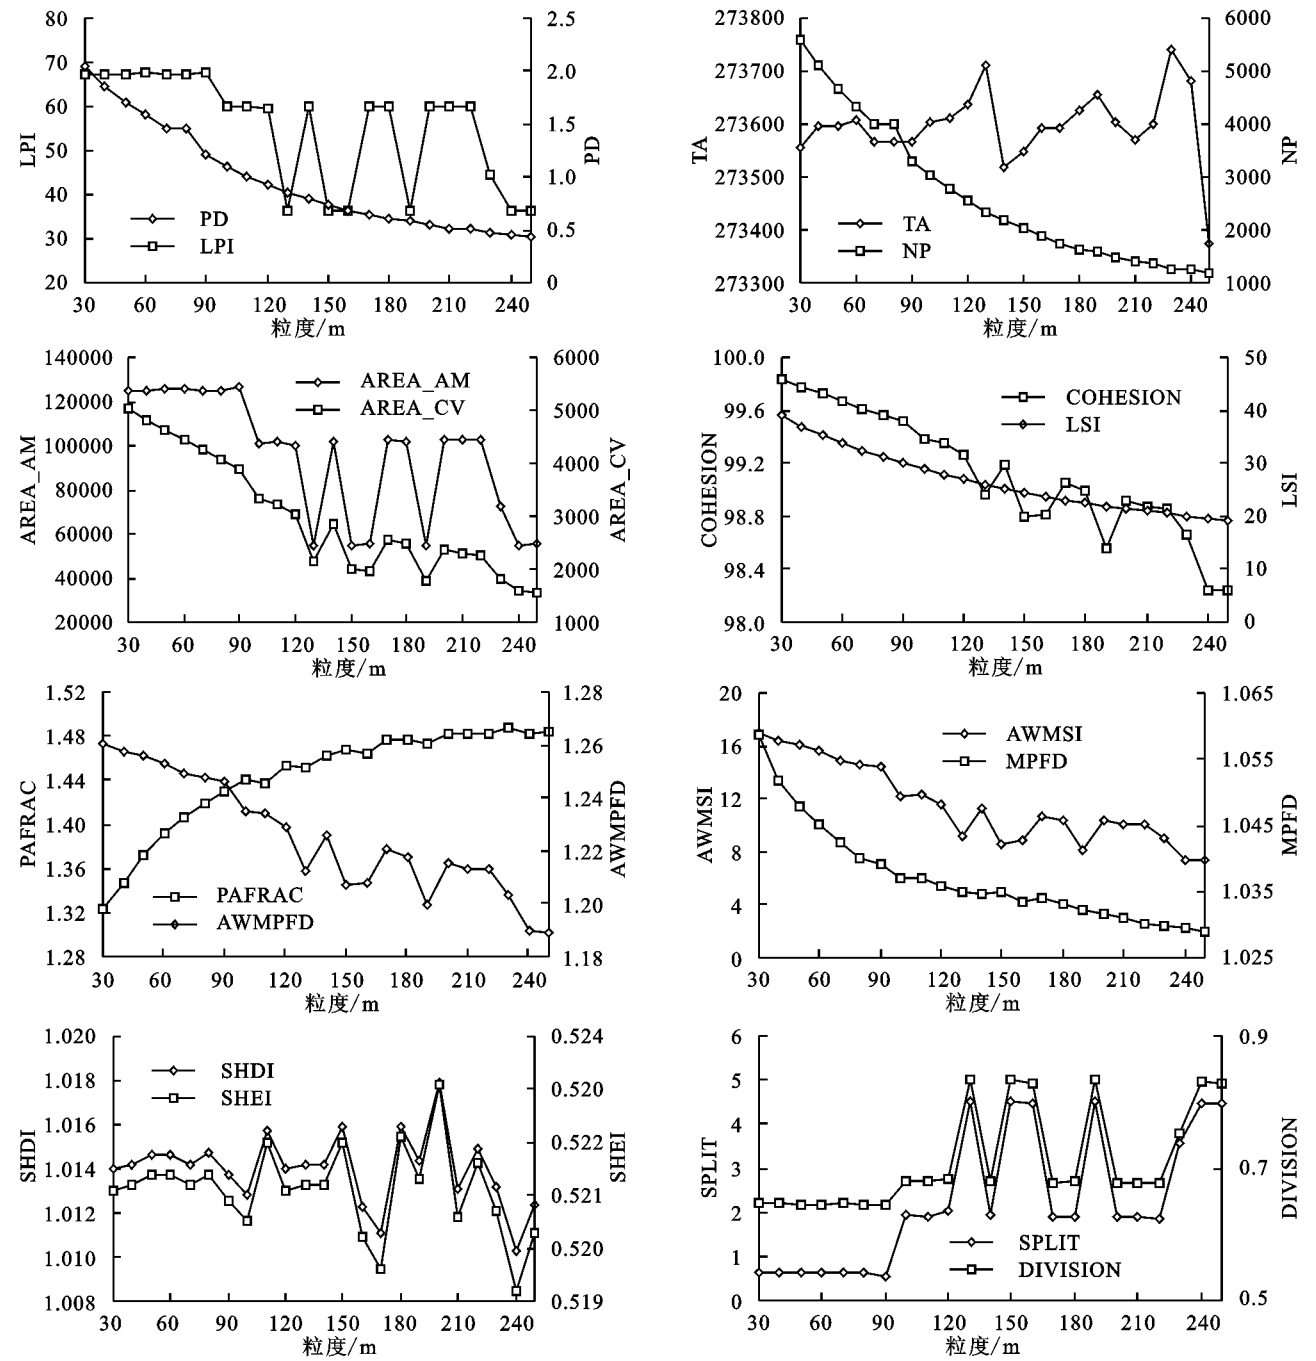 80
70
60
50
40
30
20
LPI
2.5
2.0
1.5
1.0
0.5
0
PD
PD
LPI
30 60 90 120 150 180 210 240
粒度/m
273800
273700
273600
273500
273400
273300
TA
6000
5000
4000
3000
2000
1000
NP
TA
NP
30 60 90 120 150 180 210 240
粒度/m
140000
120000
100000
80000
60000
40000
20000
AREA_AM
6000
5000
4000
3000
2000
1000
AREA_CV
AREA_AM
AREA_CV
30 60 90 120 150 180 210 240
粒度/m
100.0
99.6
99.2
98.8
98.4
98.0
COHESION
50
40
30
20
10
0
LSI
COHESION
LSI
30 60 90 120 150 180 210 240
粒度/m
1.52
1.48
1.44
1.40
1.36
1.32
1.28
PAFRAC
1.28
1.26
1.24
1.22
1.20
1.18
AWMPFD
PAFRAC
AWMPFD
30 60 90 120 150 180 210 240
粒度/m
20
16
12
8
4
0
AWMSI
1.065
1.055
1.045
1.035
1.025
MPFD
AWMSI
MPFD
30 60 90 120 150 180 210 240
粒度/m
1.020
1.018
1.016
1.014
1.012
1.010
1.008
SHDI
0.524
0.520
0.522
0.521
0.520
0.519
SHEI
SHDI
SHEI
30 60 90 120 150 180 210 240
粒度/m
6
5
4
3
2
1
0
SPLIT
0.9
0.7
0.5
DIVISION
SPLIT
DIVISION
30 60 90 120 150 180 210 240
粒度/m